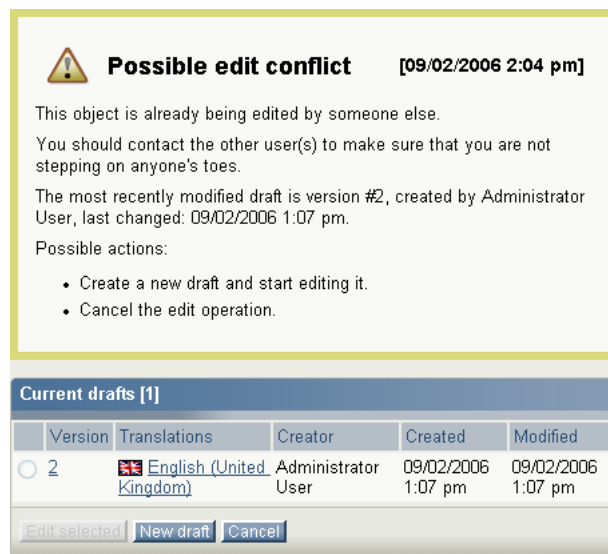 Possible edit conflict [09/02/2006 2:04 pm]
This object is already being edited by someone else.
You should contact the other user(s) to make sure that you are not
stepping on anyone's toes.
The most recently modified draft is version #2, created by Administrator
User, last changed: 09/02/2006 1:07 pm.
Possible actions:
• Create a new draft and start editing it.
• Cancel the edit operation.
Current drafts [1]
Version Translations Creator Created Modified
2 English (United Administrator 09/02/2006 09/02/2006
Kingdom) User 1:07 pm 1:07 pm
Edit selected New draft Cancel